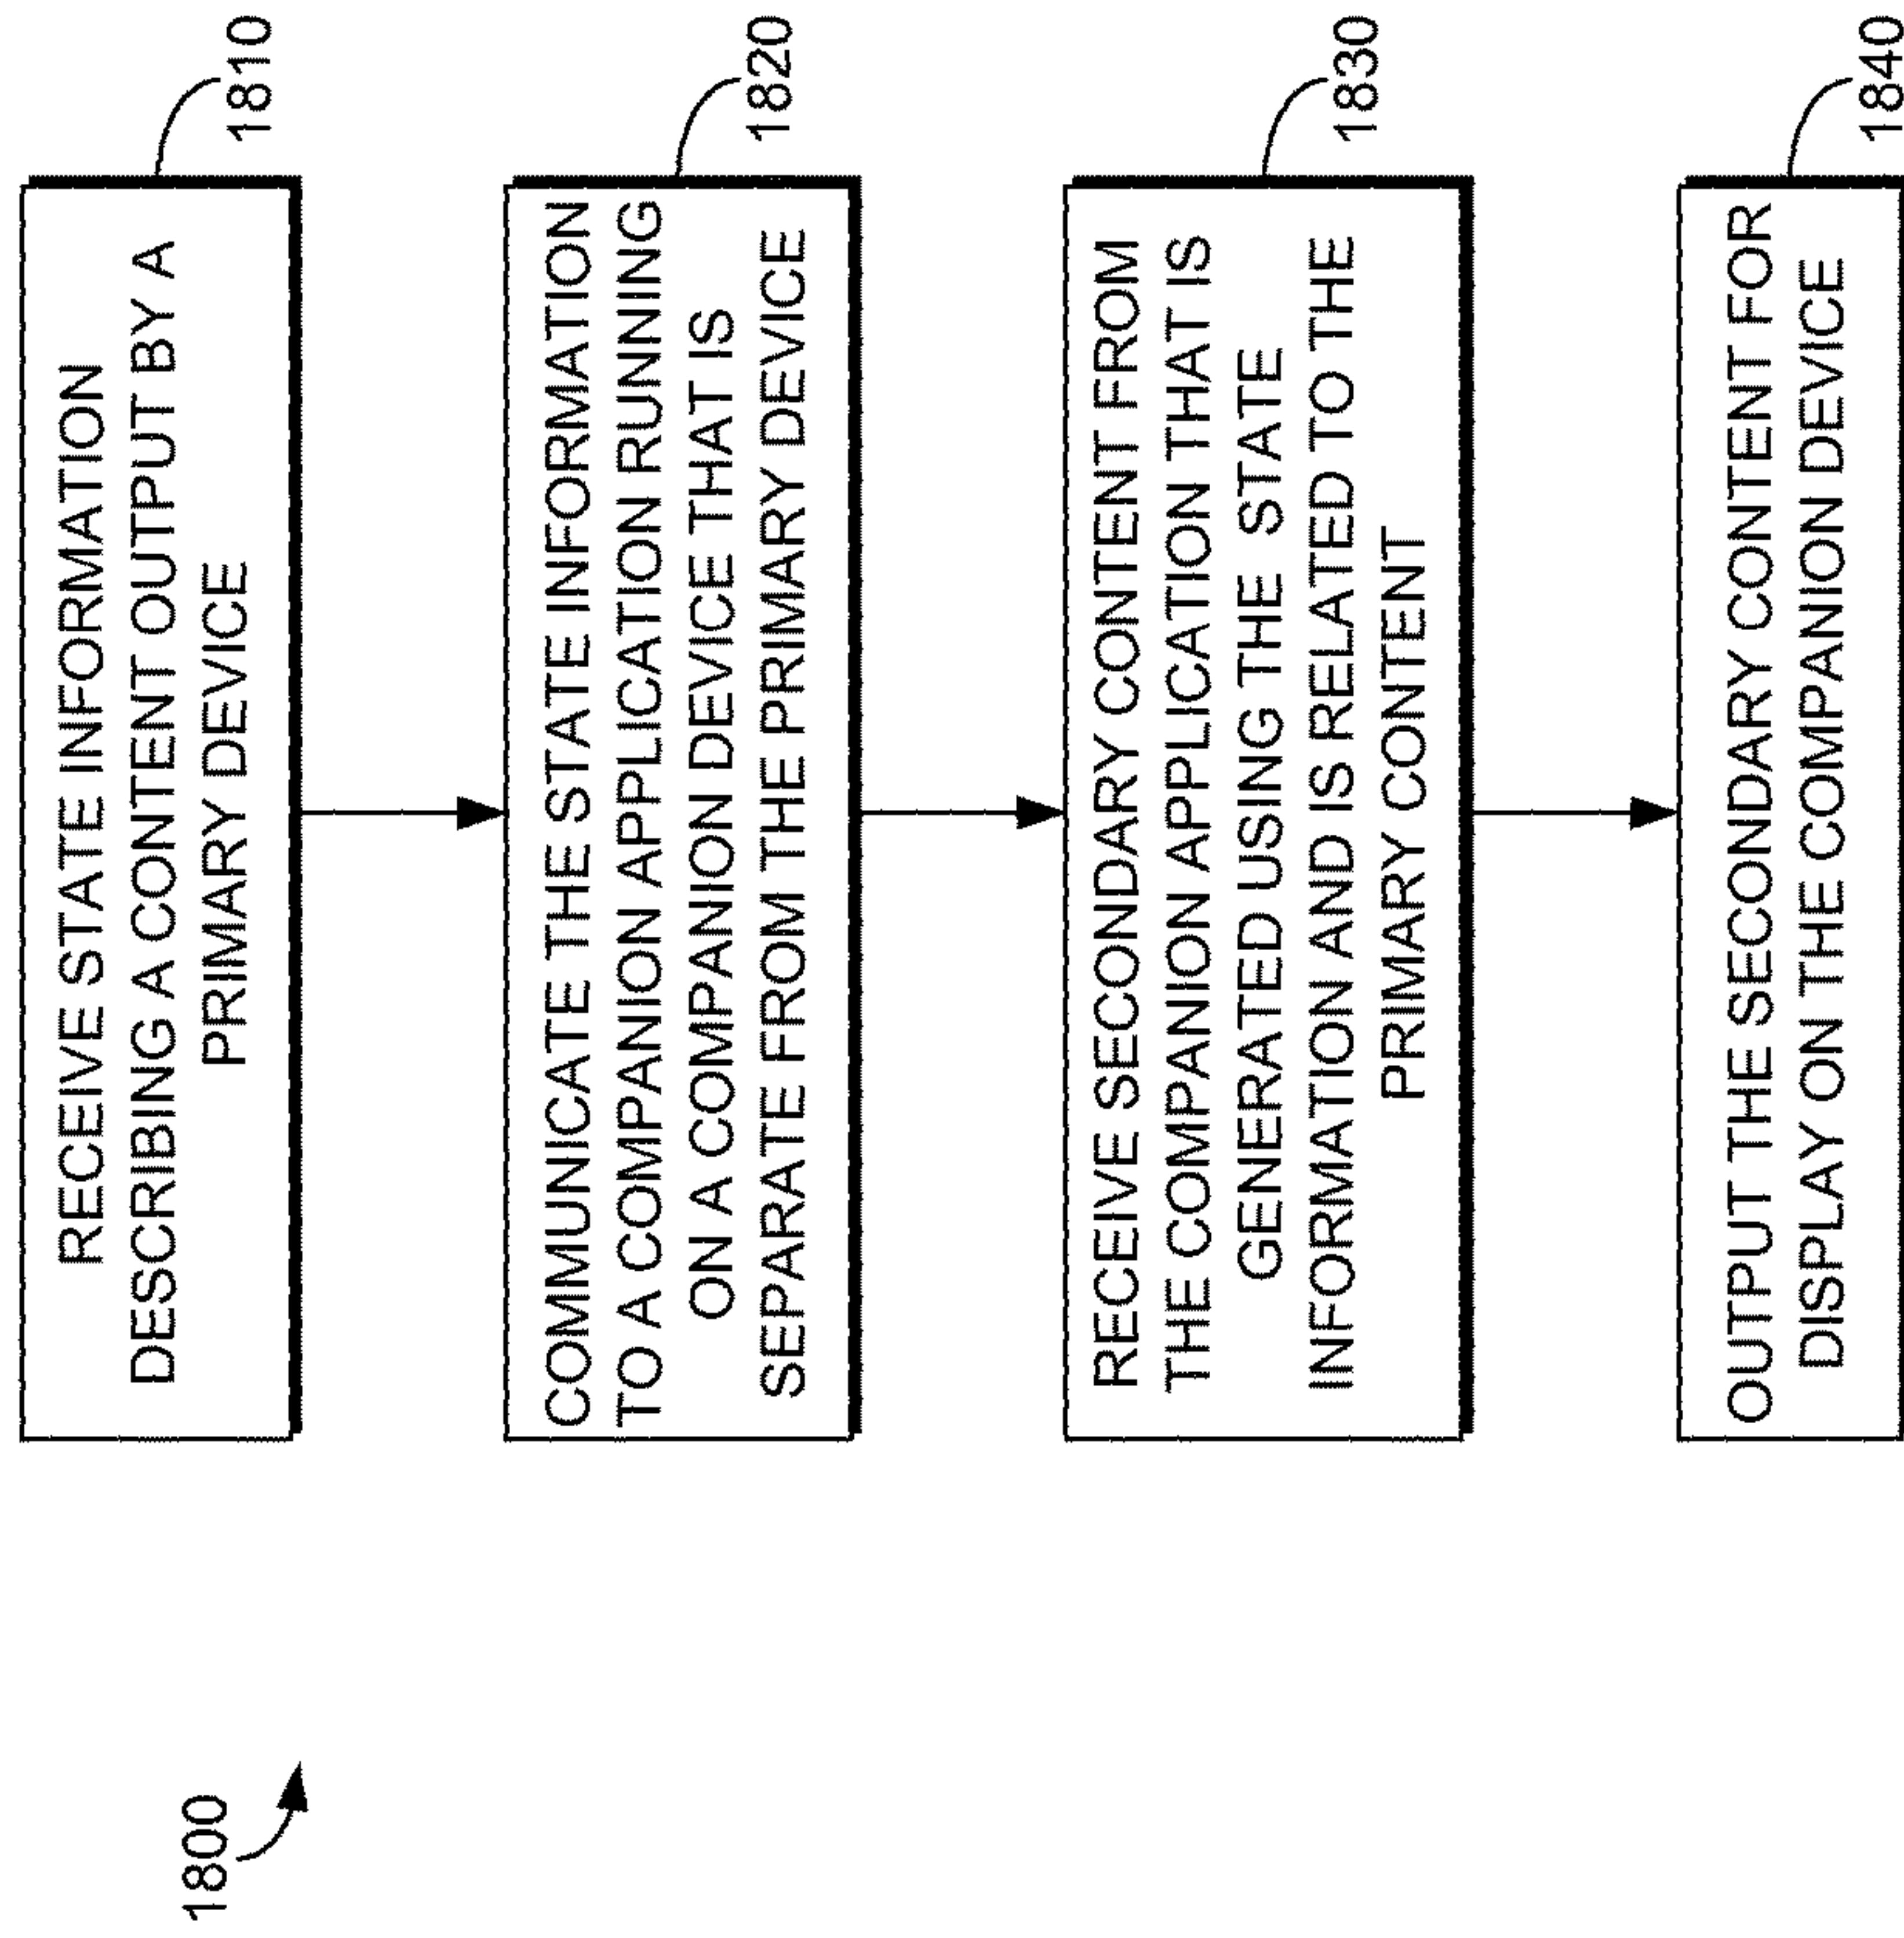 1800
RECEIVE STATE INFORMATION
DESCRIBING A CONTENT OUTPUT BY A
PRIMARY DEVICE
1810
COMMUNICATE THE STATE INFORMATION
TO A COMPANION APPLICATION RUNNING
ON A COMPANION DEVICE THAT IS
SEPARATE FROM THE PRIMARY DEVICE
1820
RECEIVE SECONDARY CONTENT FROM
THE COMPANION APPLICATION THAT IS
GENERATED USING THE STATE
INFORMATION AND IS RELATED TO THE
PRIMARY CONTENT
1830
OUTPUT THE SECONDARY CONTENT FOR
DISPLAY ON THE COMPANION DEVICE
1840